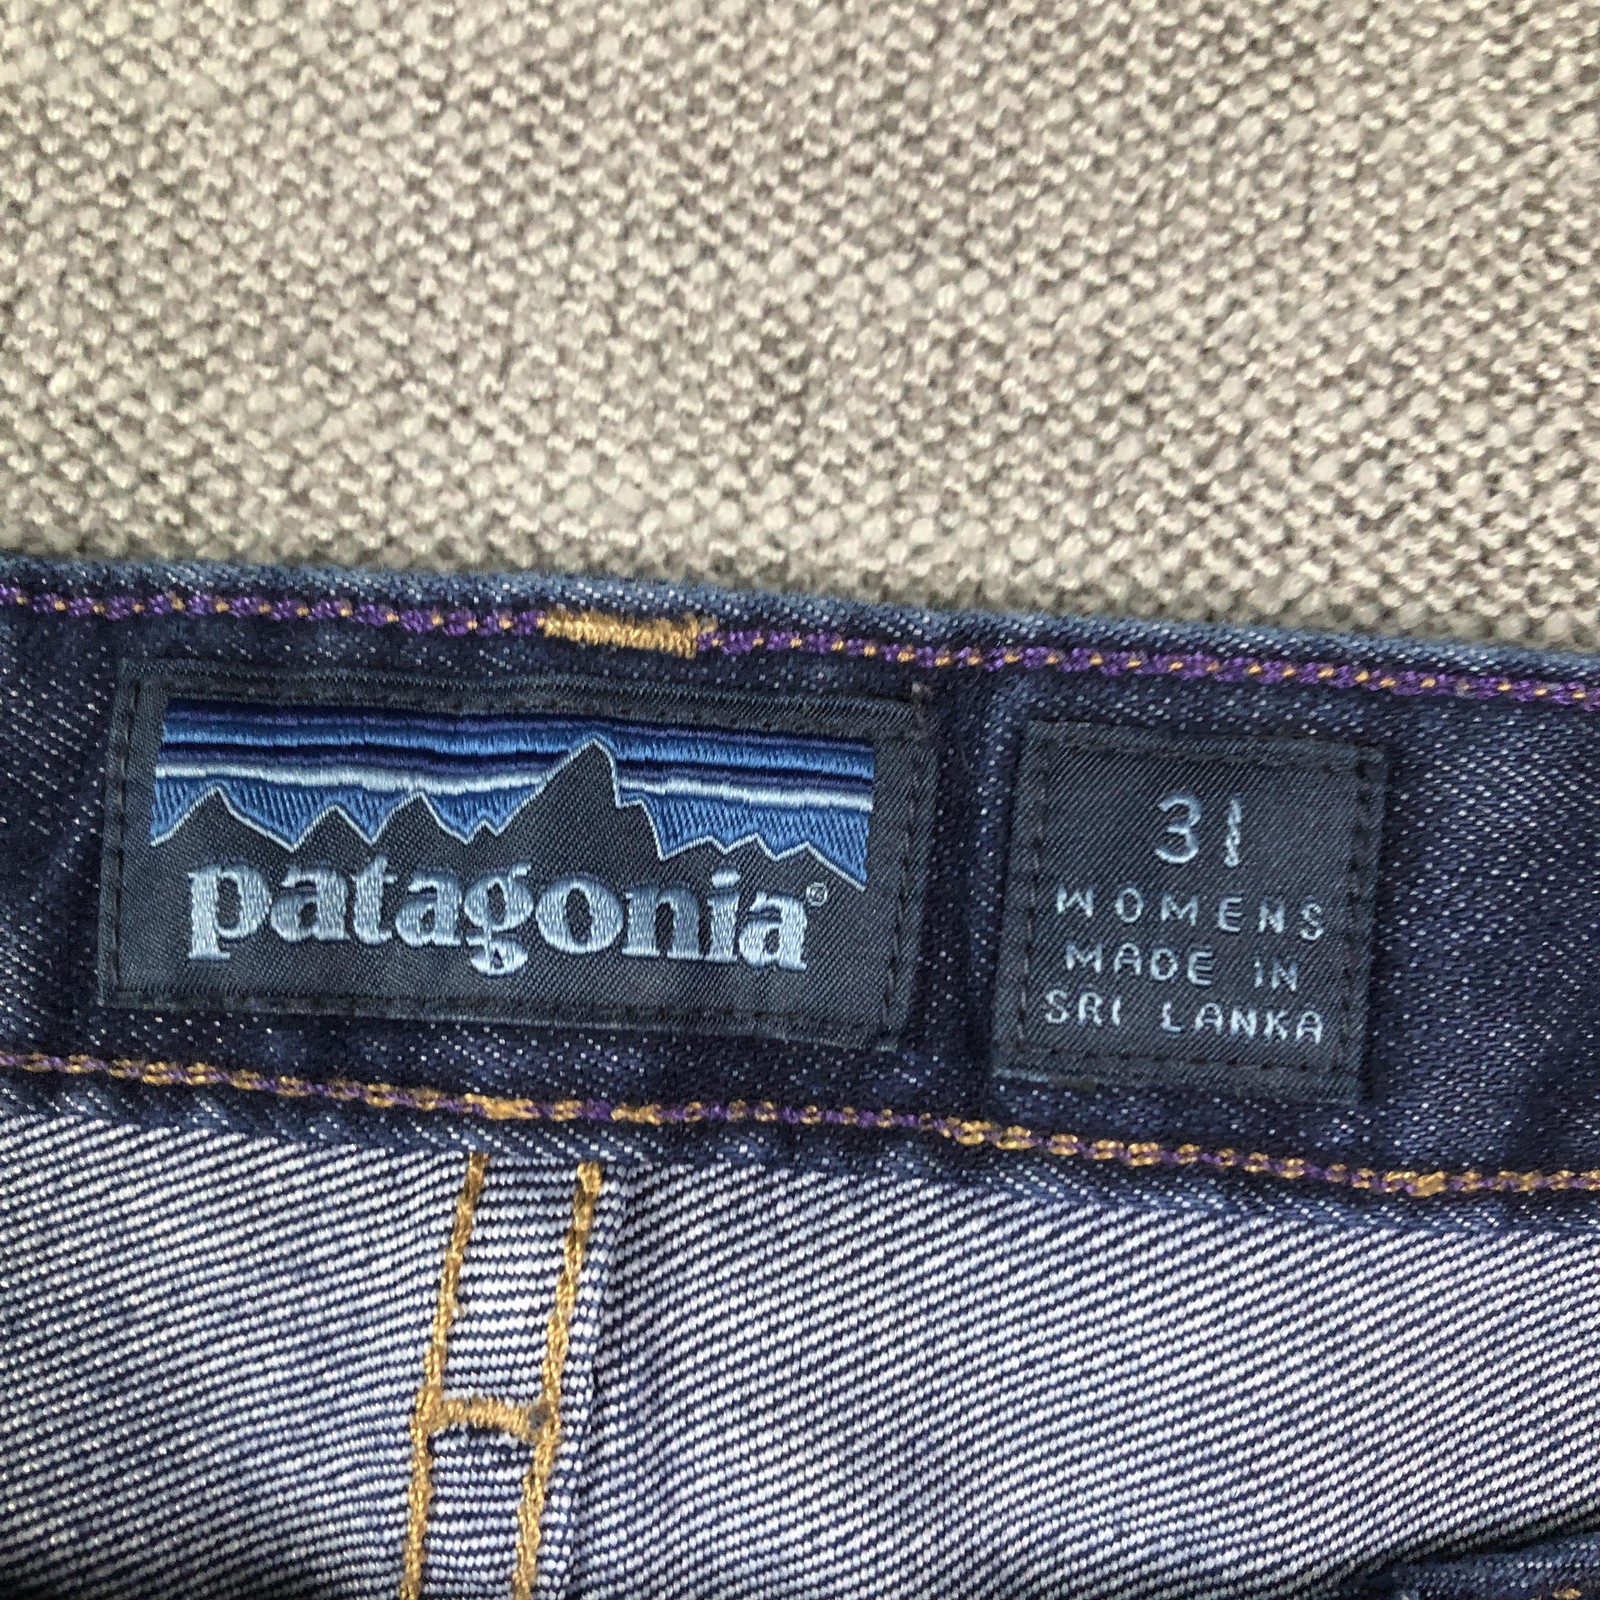 patagonia®
31
WOMENS
MADE IN
SRI LANKA